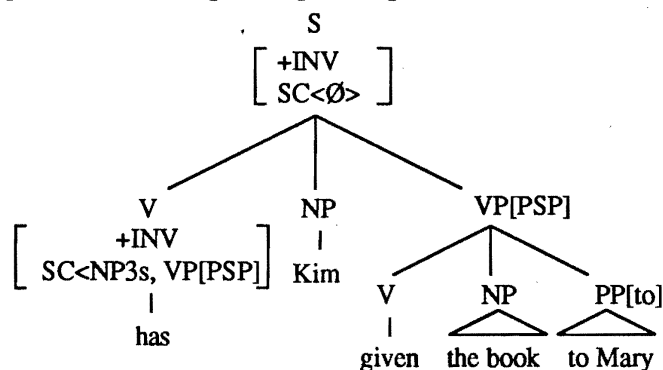 S
+INV
SC<Ø>
V NP VP[PSP]
+INV
SC<NP3s, VP[PSP] Kim
V NP PP[to]
has
given the book to Mary